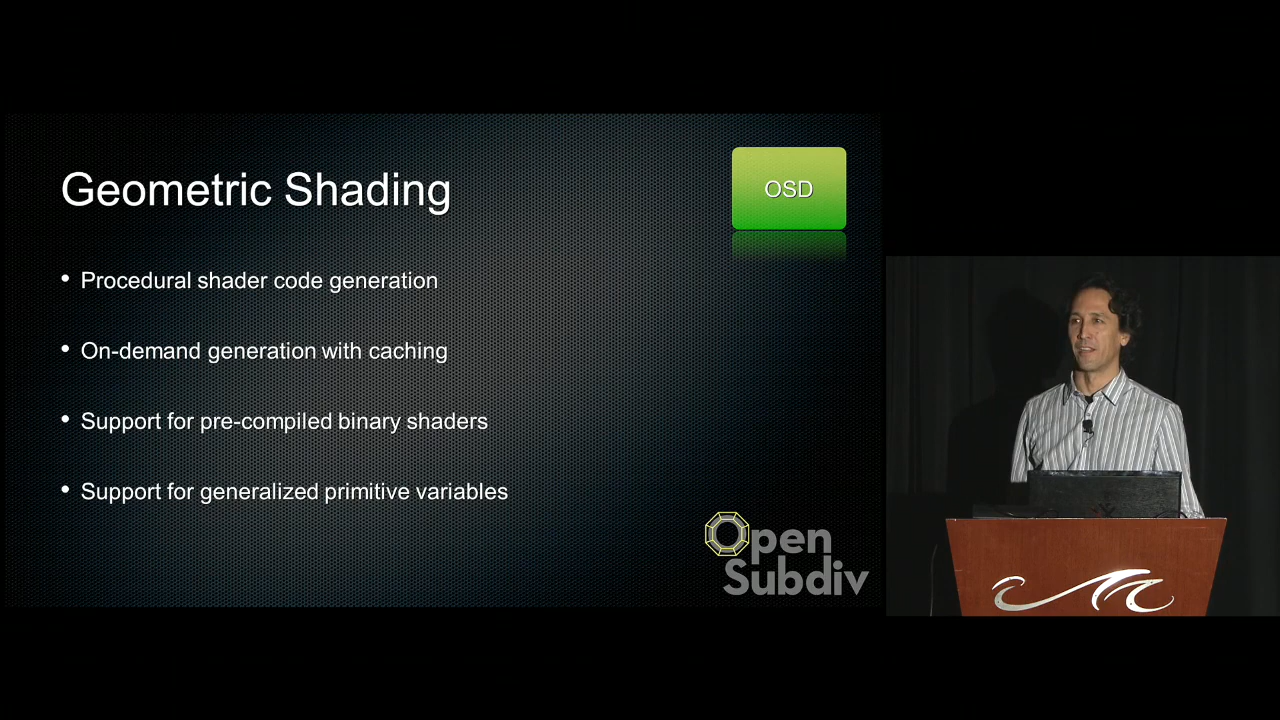 Geometric Shading
OSD
• Procedural shader code generation
• On-demand generation with caching
• Support for pre-compiled binary shaders
• Support for generalized primitive variables
Open
Subdiv